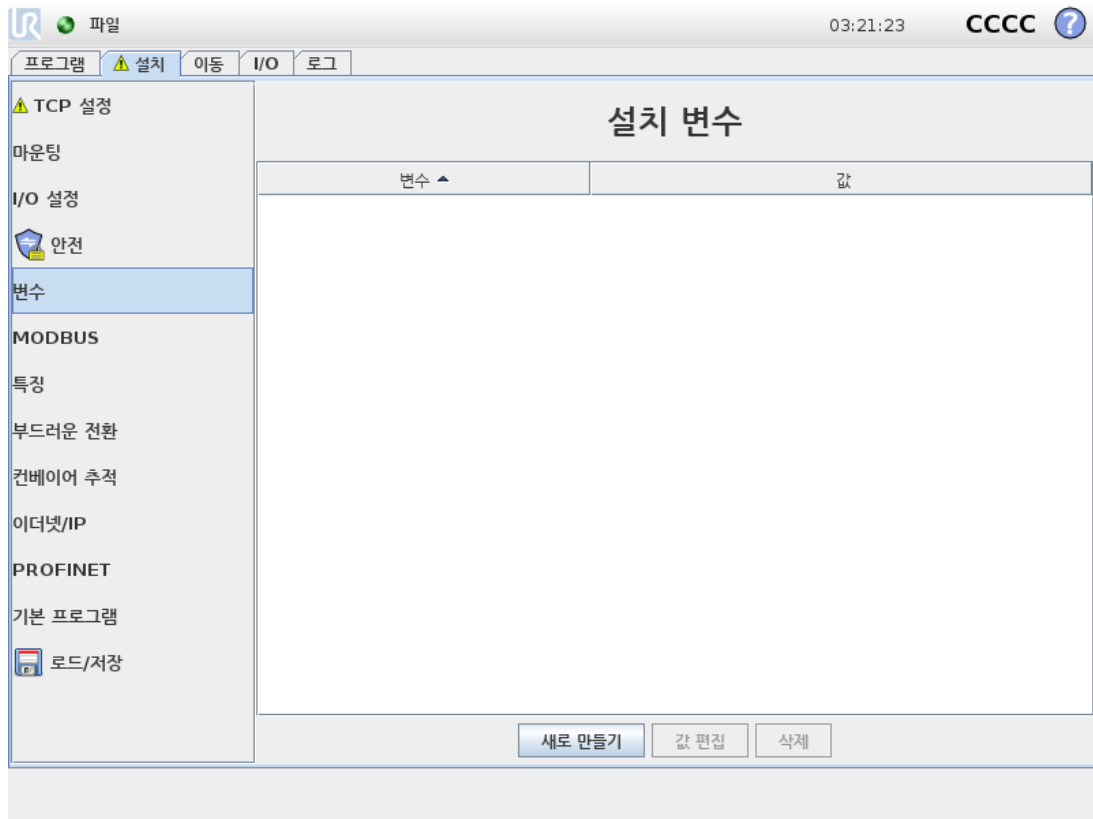 UR
파일
03:21:23
CCCC
?
프로그램
설치
이동
I/O
로그
TCP 설정
마운팅
I/O 설정
안전
변수
MODBUS
특징
부드러운 전환
컨베이어 추적
이더넷/IP
PROFINET
기본 프로그램
로드/저장
설치 변수
변수
값
새로 만들기
값 편집
삭제